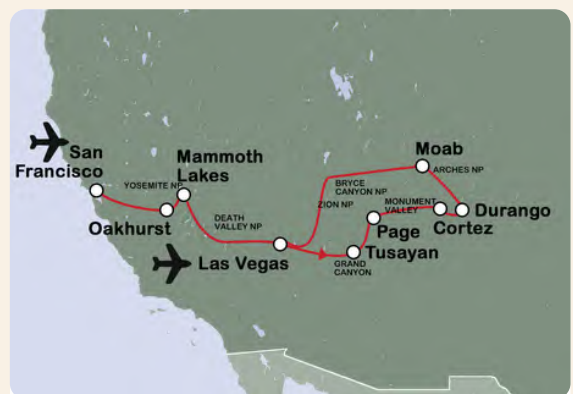 San
Francisco
YOSEMITE NP
Mammoth
Lakes
Oakhurst
DEATH
VALLEY NP
Las Vegas
GRAND
CANYON
Tusayan
Page
MONUMENT
VALLEY
Cortez
Durango
ARCHES NP
Moab
BRYCE
CANYON NP
ZION NP